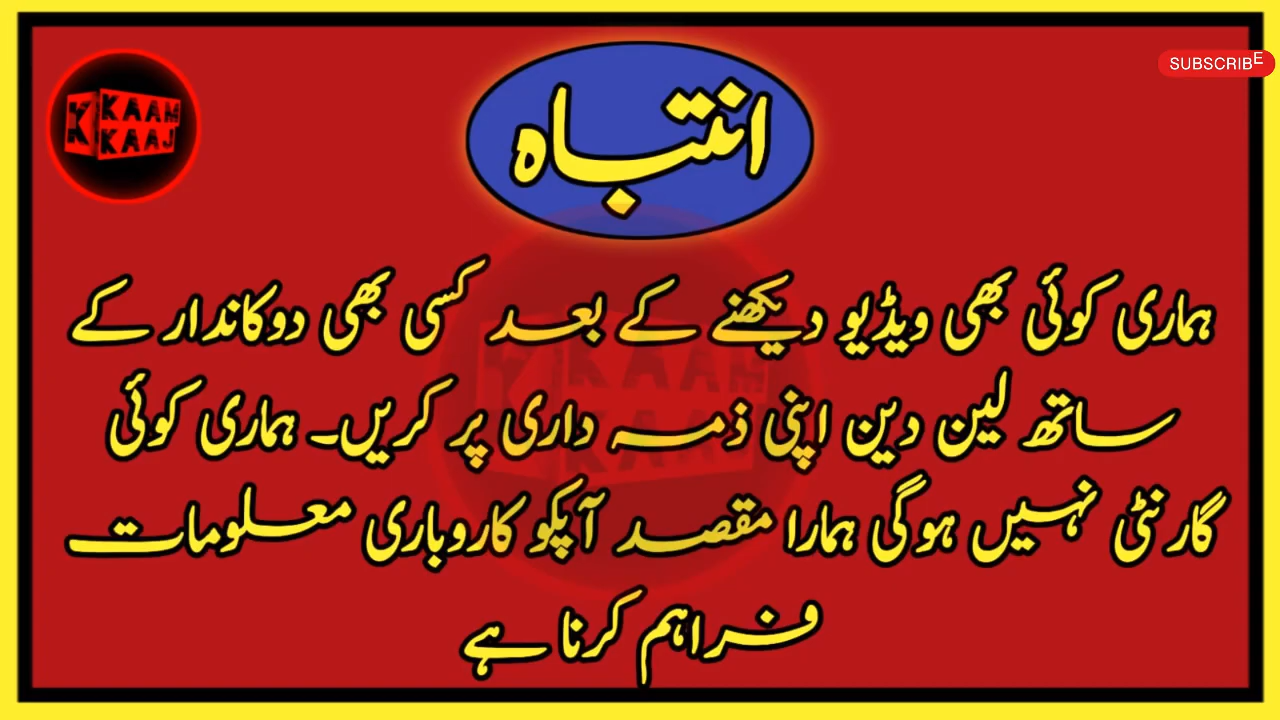 KAAM
KAAJ
SUBSCRIBE
انتباہ
ہماری کوئی بھی ویڈیو دیکھنے کے بعد کسی بھی دوکاندار کے
ساتھ لین دین اپنی ذمہ داری پر کریں۔ ہماری کوئی
گارنٹی نہیں ہوگی ہمارا مقصد آپکو کاروباری معلومات
فراہم کرنا ہے